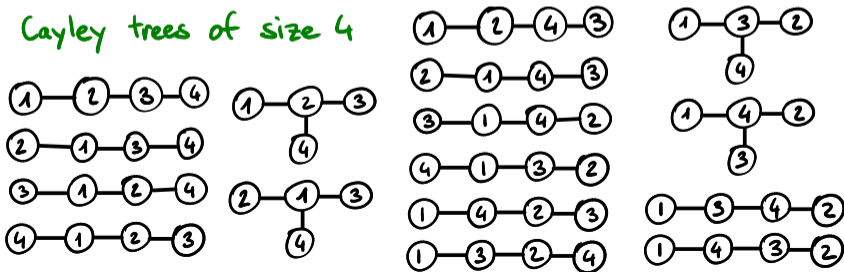 Cayley trees of size 4
1 2 3 4
2 1 3 4
3 1 2 4
4 1 2 3
1 2 3
4
2 1 3
4
1 2 4 3
2 1 4 3
3 1 4 2
4 1 3 2
1 4 2 3
1 3 2 4
1 3 2
4
1 4 2
3
1 3 4 2
1 4 3 2